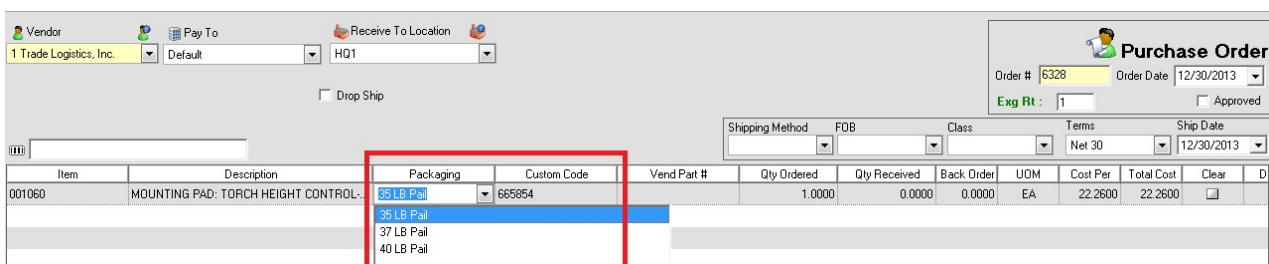 Vendor Pay To Receive To Location
1 Trade Logistics, Inc. Default HQ1
Purchase Order
Order # 6328 Order Date 12/30/2013
Drop Ship
Exg Rt : 1 Approved
Shipping Method FOB Class Terms Ship Date
Net 30 12/30/2013
Item Description Packaging Custom Code Vend Part # Qty Ordered Qty Received Back Order UOM Cost Per Total Cost Clear D
001060 MOUNTING PAD: TORCH HEIGHT CONTROL-... 35 LB Pail 665854 1.0000 0.0000 0.0000 EA 22.2600 22.2600
35 LB Pail
37 LB Pail
40 LB Pail